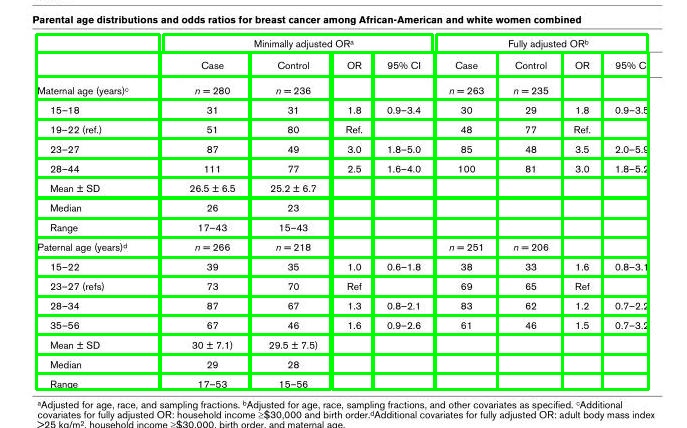 Parental age distributions and odds ratios for breast cancer among African-American and white women combined
Minimally adjusted ORᵃ Fully adjusted ORᵇ
Case Control OR 95% CI Case Control OR 95% C
Maternal age (years)ᶜ n = 280 n = 236 n = 263 n = 235
15–18 31 31 1.8 0.9–3.4 30 29 1.8 0.9–3.5
19–22 (ref.) 51 80 Ref. 48 77 Ref.
23–27 87 49 3.0 1.8–5.0 85 48 3.5 2.0–5.9
28–44 111 77 2.5 1.6–4.0 100 81 3.0 1.8–5.2
Mean ± SD 26.5 ± 6.5 25.2 ± 6.7
Median 26 23
Range 17–43 15–43
Paternal age (years)ᵈ n = 266 n = 218 n = 251 n = 206
15–22 39 35 1.0 0.6–1.8 38 33 1.6 0.8–3.1
23–27 (refs) 73 70 Ref 69 65 Ref
28–34 87 67 1.3 0.8–2.1 83 62 1.2 0.7–2.2
35–56 67 46 1.6 0.9–2.6 61 46 1.5 0.7–3.2
Mean ± SD 30 ± 7.1) 29.5 ± 7.5)
Median 29 28
Range 17–53 15–56
ᵃAdjusted for age, race, and sampling fractions. ᵇAdjusted for age, race, sampling fractions, and other covariates as specified. ᶜAdditional
covariates for fully adjusted OR: household income ≥$30,000 and birth order.ᵈAdditional covariates for fully adjusted OR: adult body mass index
>25 kg/m², household income ≥$30,000, birth order, and maternal age.